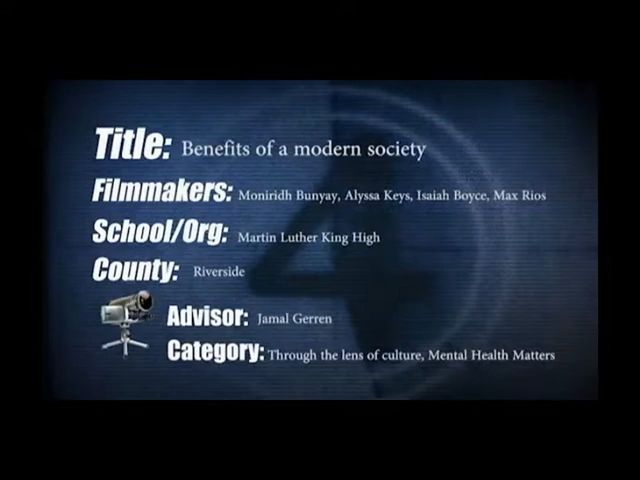 Title: Benefits of a modern society
Filmmakers: Moniridh Bunyay, Alyssa Keys, Isaiah Boyce, Max Rios
School/Org: Martin Luther King High
County: Riverside
Advisor: Jamal Gerren
Category: Through the lens of culture, Mental Health Matters